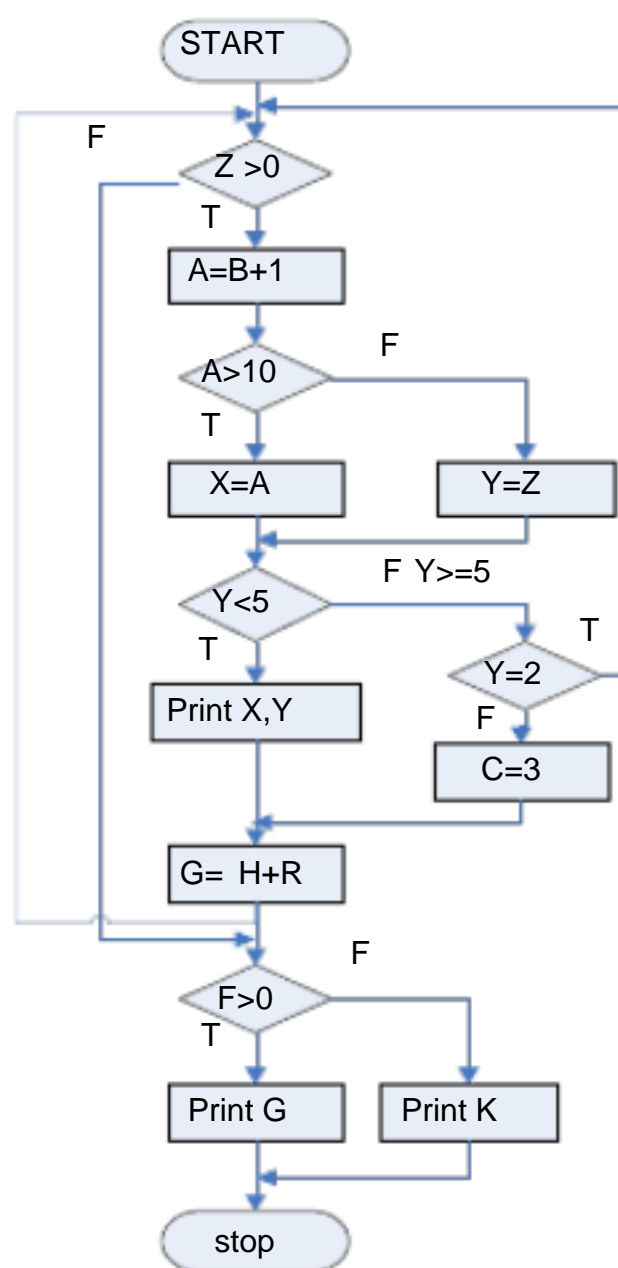 START
F
Z >0
T
A=B+1
F
A>10
T
X=A
Y=Z
F Y>=5
Y<5
T
T
Y=2
Print X,Y
F
C=3
G= H+R
F
F>0
T
Print G
Print K
stop